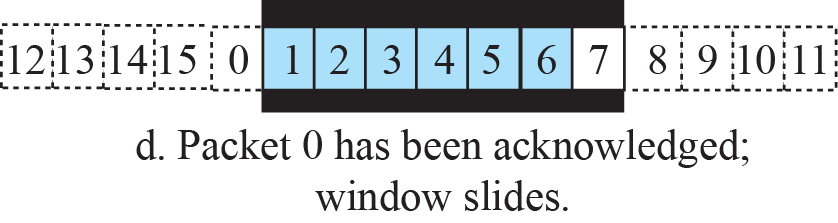 12 13 14 15 0 1 2 3 4 5 6 7 8 9 10 11
d. Packet 0 has been acknowledged;
window slides.